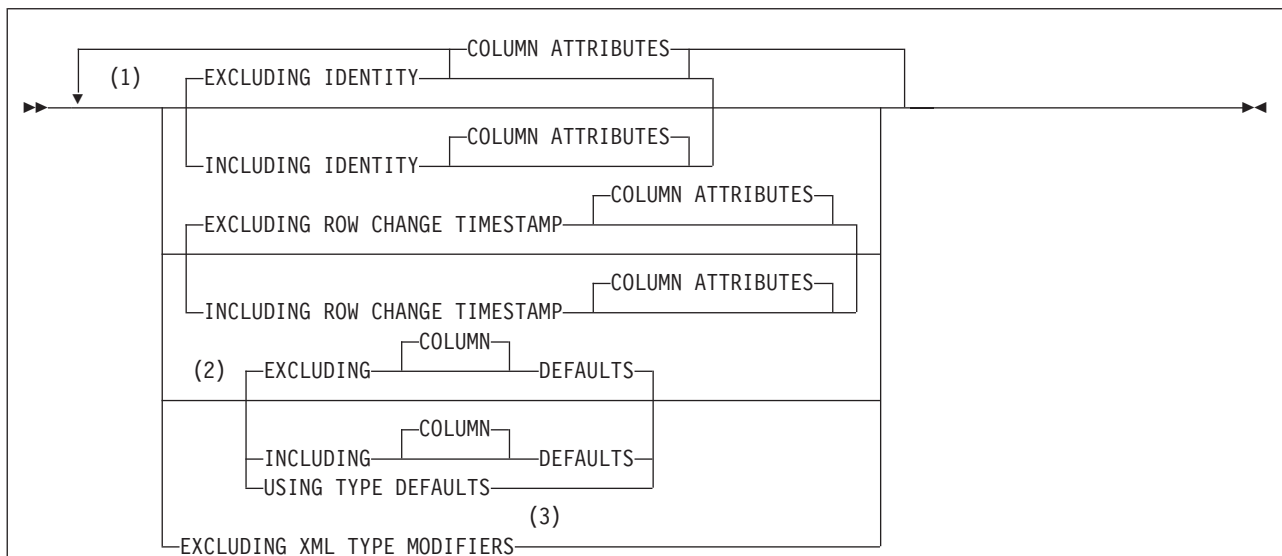 COLUMN ATTRIBUTES
(1) EXCLUDING IDENTITY
COLUMN ATTRIBUTES
INCLUDING IDENTITY
COLUMN ATTRIBUTES
EXCLUDING ROW CHANGE TIMESTAMP
COLUMN ATTRIBUTES
INCLUDING ROW CHANGE TIMESTAMP
COLUMN
(2) EXCLUDING DEFAULTS
COLUMN
INCLUDING DEFAULTS
USING TYPE DEFAULTS
(3)
EXCLUDING XML TYPE MODIFIERS